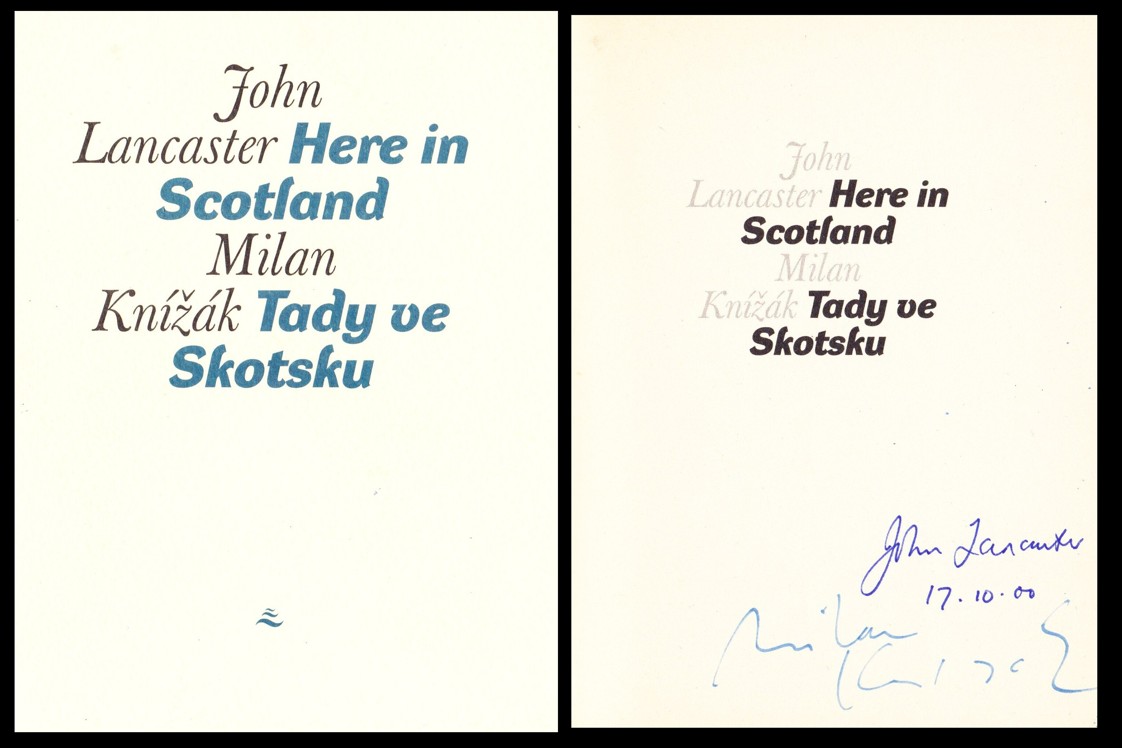 John
Lancaster Here in
Scotland
Milan
Knížák Tady ve
Skotsku
John
Lancaster Here in
Scotland
Milan
Knížák Tady ve
Skotsku
John Lancaster
17.10.00
Milan
Knížák